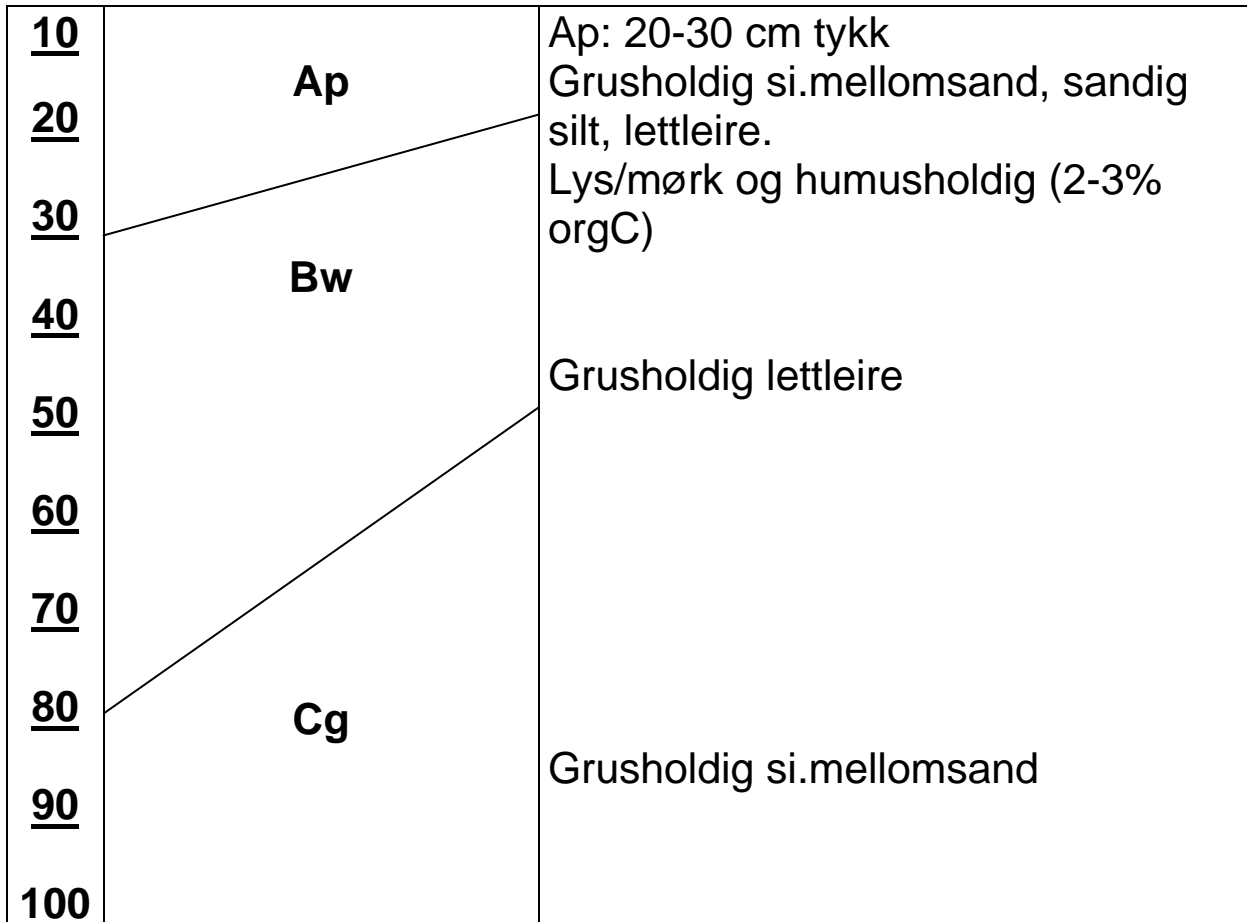 10
Ap
20
30
Bw
40
50
60
70
80
Cg
90
100
Ap: 20-30 cm tykk
Grusholdig si.mellomsand, sandig
silt, lettleire.
Lys/mørk og humusholdig (2-3%
orgC)
Grusholdig lettleire
Grusholdig si.mellomsand